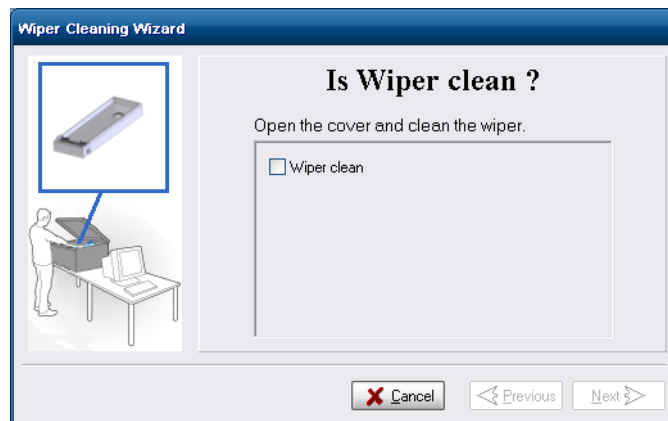 Wiper Cleaning Wizard
Is Wiper clean ?
Open the cover and clean the wiper.
Wiper clean
Cancel
Previous
Next